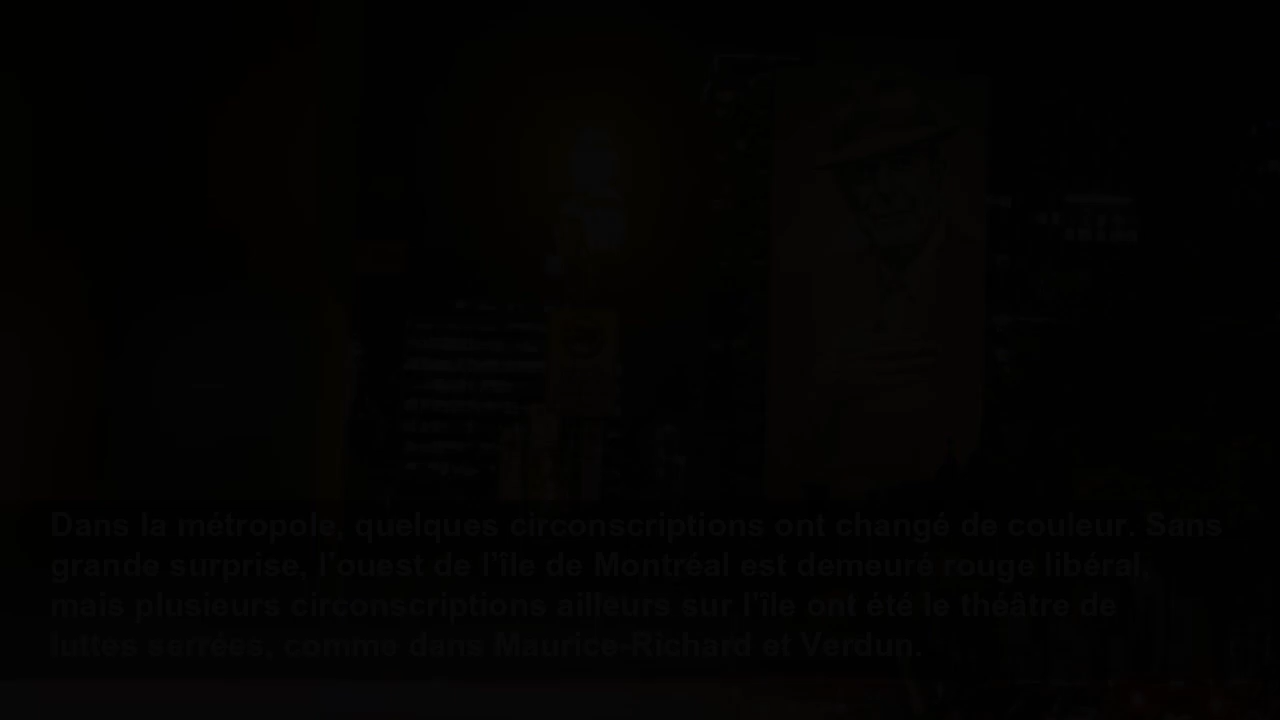 Dans la métropole, quelques circonscriptions ont changé de couleur. Sans
grande surprise, l'ouest de l'île de Montréal est demeuré rouge libéral,
mais plusieurs circonscriptions ailleurs sur l'île ont été le théâtre de
luttes serrées, comme dans Maurice-Richard et Verdun.